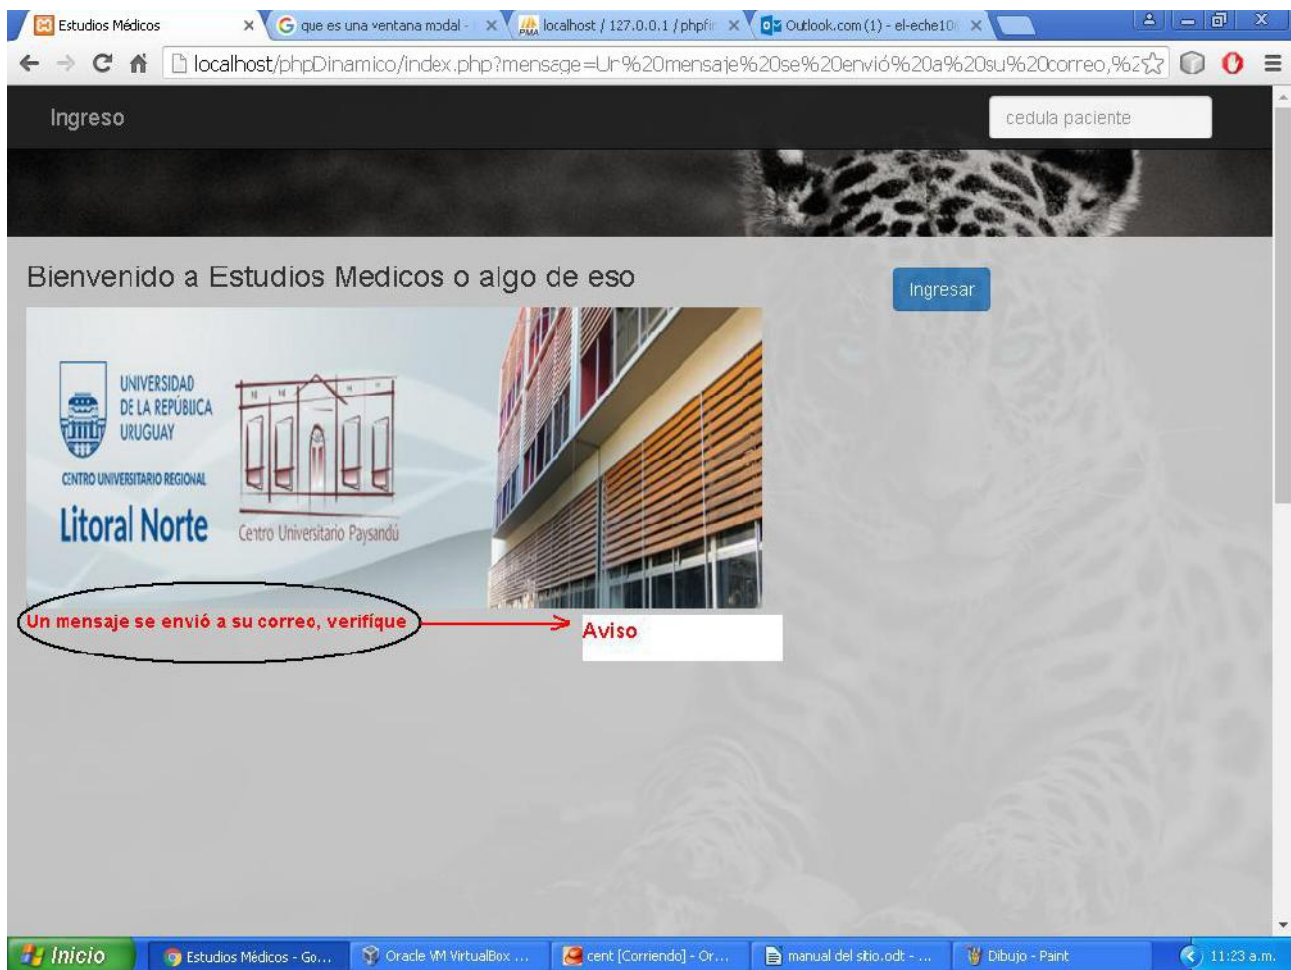 Estudios Médicos
que es una ventana modal -
localhost / 127.0.0.1 / phpfin
Outlook.com (1) - el-eche10
localhost/phpDinamico/index.php?mensage=Un%20mensaje%20se%20envió%20a%20su%20correo,%2
Ingreso
cedula paciente
Bienvenido a Estudios Medicos o algo de eso
Ingresar
UNIVERSIDAD
DE LA REPÚBLICA
URUGUAY
CENTRO UNIVERSITARIO REGIONAL
Litoral Norte
Centro Universitario Paysandú
Un mensaje se envió a su correo, verifíque
Aviso
Inicio
Estudios Médicos - Go...
Oracle VM VirtualBox ...
cent [Corriendo] - Or...
manual del sitio.odt - ...
Dibujo - Paint
11:23 a.m.